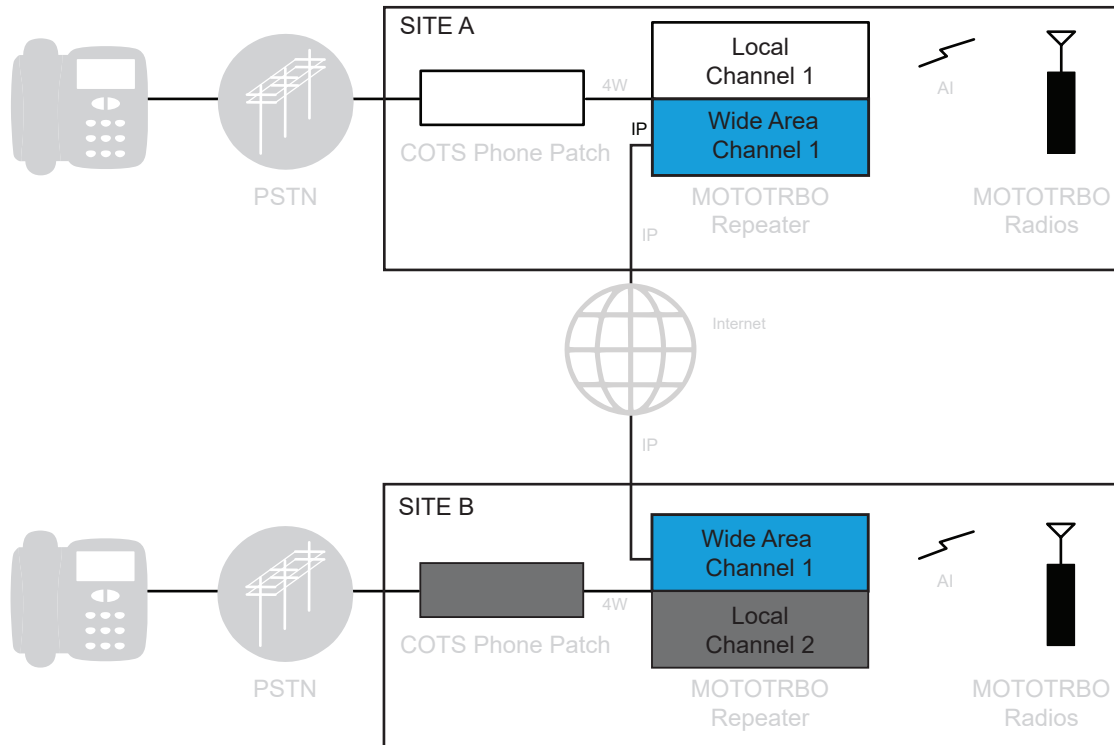 SITE A
Local
Channel 1
4W
AI
IP
Wide Area
Channel 1
COTS Phone Patch
PSTN
MOTOTRBO
Repeater
MOTOTRBO
Radios
IP
Internet
IP
SITE B
Wide Area
Channel 1
AI
4W
Local
Channel 2
COTS Phone Patch
PSTN
MOTOTRBO
Repeater
MOTOTRBO
Radios